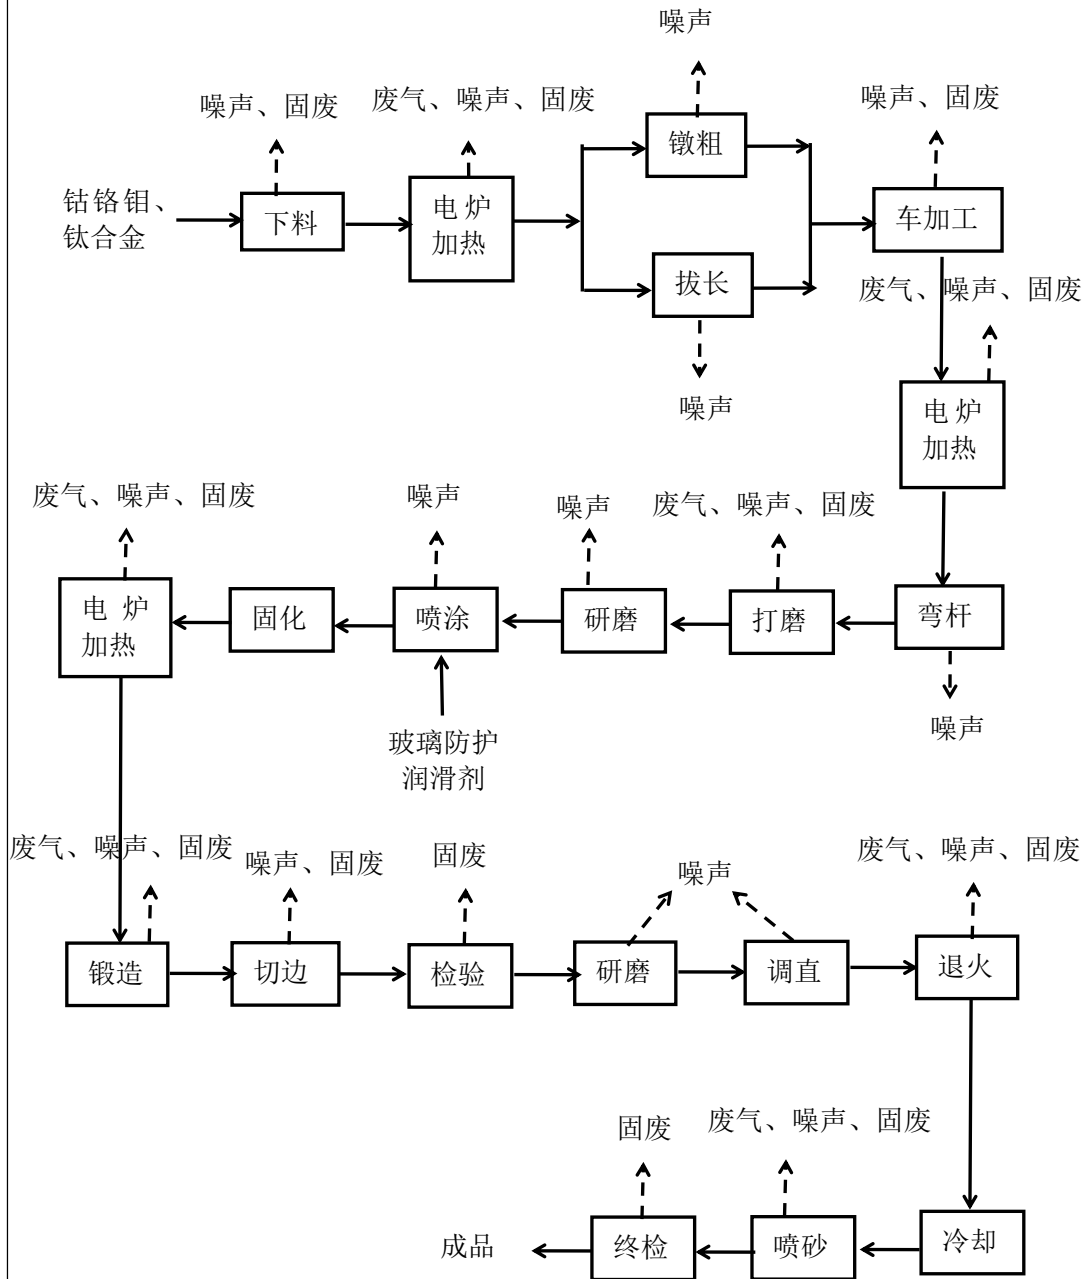 噪声
噪声、固废
废气、噪声、固废
噪声、固废
镦粗
钴铬钼、
钛合金
下料
电炉
加热
车加工
拔长
废气、噪声、固废
噪声
电炉
加热
废气、噪声、固废
噪声
噪声
废气、噪声、固废
电炉
加热
固化
喷涂
研磨
打磨
弯杆
噪声
玻璃防护
润滑剂
废气、噪声、固废
噪声、固废
固废
噪声
废气、噪声、固废
锻造
切边
检验
研磨
调直
退火
固废
废气、噪声、固废
成品
终检
喷砂
冷却